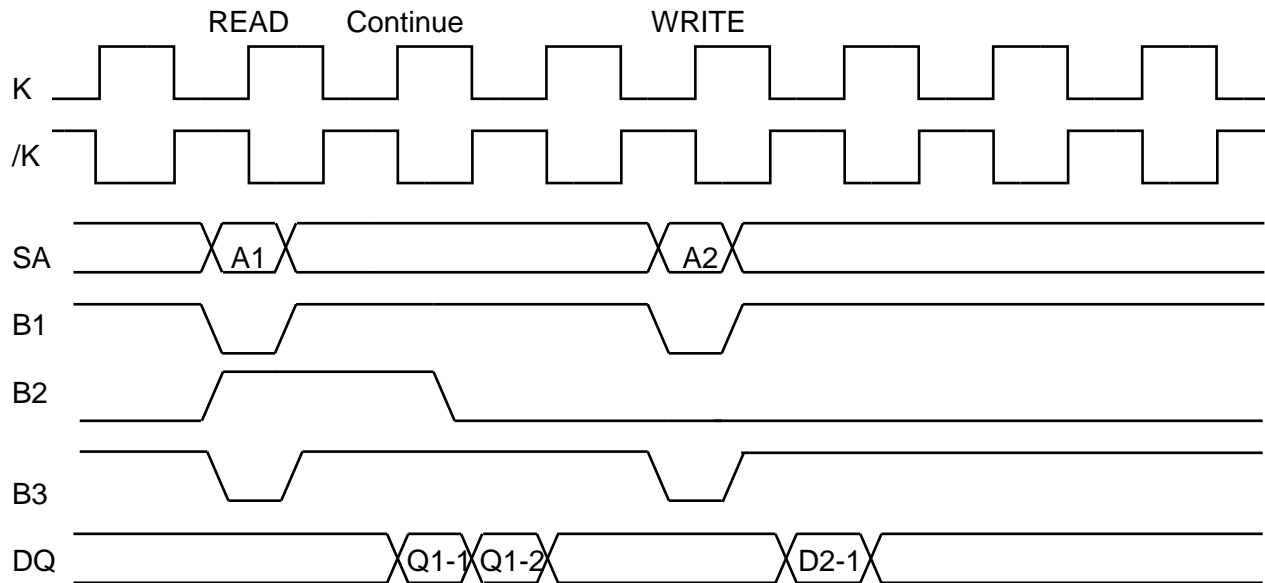 READ Continue WRITE
K
/K
SA A1 A2
B1
B2
B3
DQ Q1-1 Q1-2 D2-1